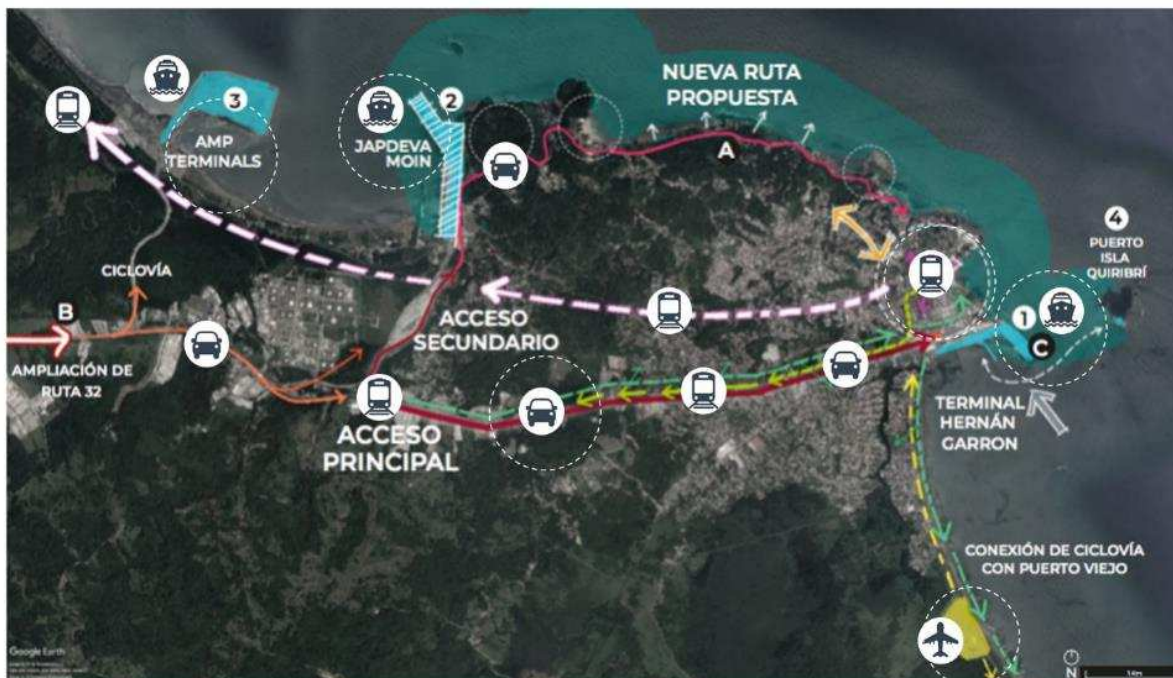 NUEVA RUTA
PROPUESTA
3
AMP
TERMINALS
2
JAPDEVA
MOIN
A
4
PUERTO
ISLA
QUIRIBRÍ
CICLOVÍA
B
AMPLIACIÓN DE
RUTA 32
ACCESO
SECUNDARIO
1
C
TERMINAL
HERNÁN
GARRON
ACCESO
PRINCIPAL
CONEXIÓN DE CICLOVÍA
CON PUERTO VIEJO
Google Earth
N